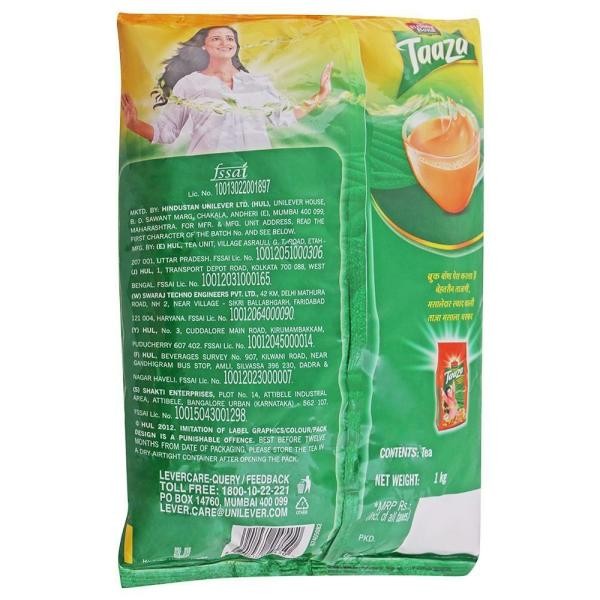 BROOKE BOND
Taaza
fssai
Lic. No. 10013022001897
MKTD. BY: HINDUSTAN UNILEVER LTD. (HUL), UNILEVER HOUSE,
B. D. SAWANT MARG, CHAKALA, ANDHERI (E), MUMBAI 400 099,
MAHARASHTRA. FOR MFR. & MFG. UNIT ADDRESS, READ THE
FIRST CHARACTER OF THE BATCH No. AND SEE BELOW.
MFG. BY: (E) HUL, TEA UNIT, VILLAGE ASRAULI, G. T. ROAD, ETAH-
207 001, UTTAR PRADESH. FSSAI Lic. No. 10012051000306
(J) HUL, 1, TRANSPORT DEPOT ROAD, KOLKATA 700 088, WEST
BENGAL. FSSAI Lic. No. 10012031000165
(W) SWARAJ TECHNO ENGINEERS PVT. LTD., 42 KM, DELHI MATHURA
ROAD, NH 2, NEAR VILLAGE - SIKRI BALLABHGARH, FARIDABAD
121 004, HARYANA. FSSAI Lic. No. 10012064000090
(Y) HUL, No. 3, CUDDALORE MAIN ROAD, KIRUMAMBAKKAM,
PUDUCHERRY 607 402. FSSAI Lic. No. 10012045000014
(F) HUL, BEVERAGES SURVEY No. 907, KILWANI ROAD, NEAR
GANDHIGRAM BUS STOP, AMLI, SILVASSA 396 230, DADRA &
NAGAR HAVELI. FSSAI Lic. No. 10012023000007
(S) SHAKTI ENTERPRISES, PLOT No. 14, ATTIBELE INDUSTRIAL
AREA, ATTIBELE, BANGALORE URBAN (KARNATAKA) - 562 107.
FSSAI Lic. No. 10015043001298
© HUL 2012. IMITATION OF LABEL GRAPHICS/COLOUR/PACK
DESIGN IS A PUNISHABLE OFFENCE. BEST BEFORE TWELVE
MONTHS FROM DATE OF PACKAGING. PLEASE STORE THE TEA IN
A DRY-AIRTIGHT CONTAINER AFTER OPENING THE PACK.
LEVERCARE-QUERY/FEEDBACK
TOLL FREE: 1800-10-22-221
PO BOX 14760, MUMBAI 400 099
LEVER.CARE@UNILEVER.COM
ब्रुक बॉण्ड पेश करता है
बेहतरीन ताज़गी,
मसालेदार स्वाद वाली
ताजा मसाला चस्का
Taaza
CONTENTS: Tea
NET WEIGHT: 1 kg
*MRP Rs.:
(incl. of all taxes)
PKD.